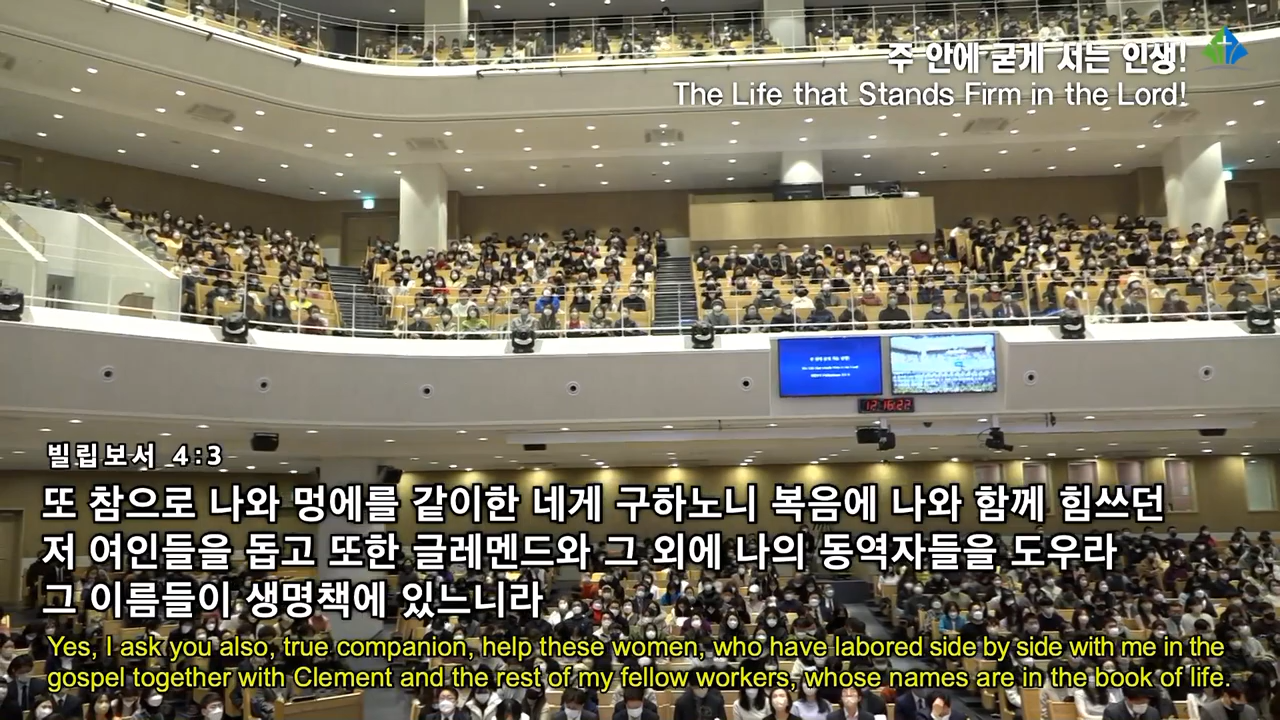 주 안에 굳게 서는 인생!
The Life that Stands Firm in the Lord!
12:16:22
빌립보서 4:3
또 참으로 나와 멍에를 같이한 네게 구하노니 복음에 나와 함께 힘쓰던
저 여인들을 돕고 또한 글레멘드와 그 외에 나의 동역자들을 도우라
그 이름들이 생명책에 있느니라
Yes, I ask you also, true companion, help these women, who have labored side by side with me in the
gospel together with Clement and the rest of my fellow workers, whose names are in the book of life.